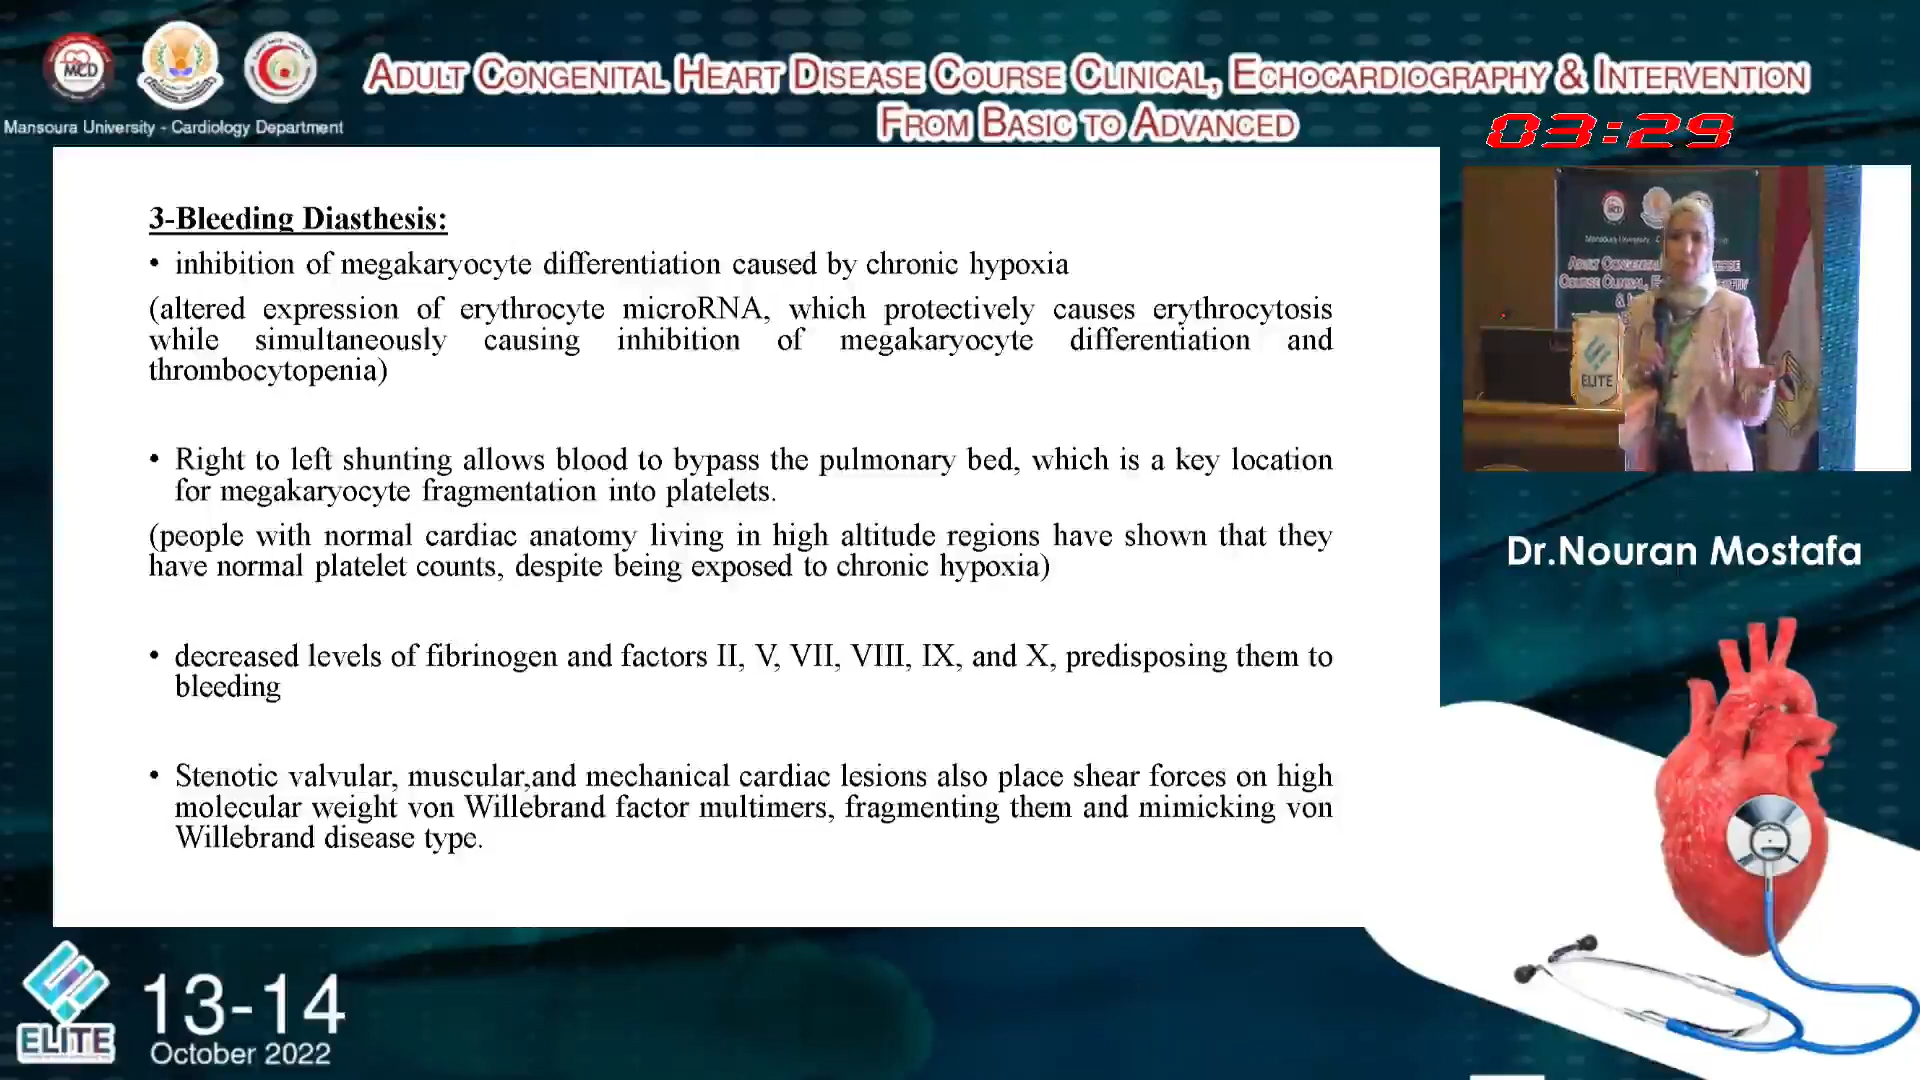 ADULT CONGENITAL HEART DISEASE COURSE CLINICAL, ECHOCARDIOGRAPHY & INTERVENTION
FROM BASIC TO ADVANCED
MCD
Mansoura University - Cardiology Department
03:29
3-Bleeding Diasthesis:
• inhibition of megakaryocyte differentiation caused by chronic hypoxia
(altered expression of erythrocyte microRNA, which protectively causes erythrocytosis
while simultaneously causing inhibition of megakaryocyte differentiation and
thrombocytopenia)
• Right to left shunting allows blood to bypass the pulmonary bed, which is a key location
for megakaryocyte fragmentation into platelets.
(people with normal cardiac anatomy living in high altitude regions have shown that they
have normal platelet counts, despite being exposed to chronic hypoxia)
• decreased levels of fibrinogen and factors II, V, VII, VIII, IX, and X, predisposing them to
bleeding
• Stenotic valvular, muscular,and mechanical cardiac lesions also place shear forces on high
molecular weight von Willebrand factor multimers, fragmenting them and mimicking von
Willebrand disease type.
ELITE
Dr.Nouran Mostafa
ELITE
13-14
October 2022